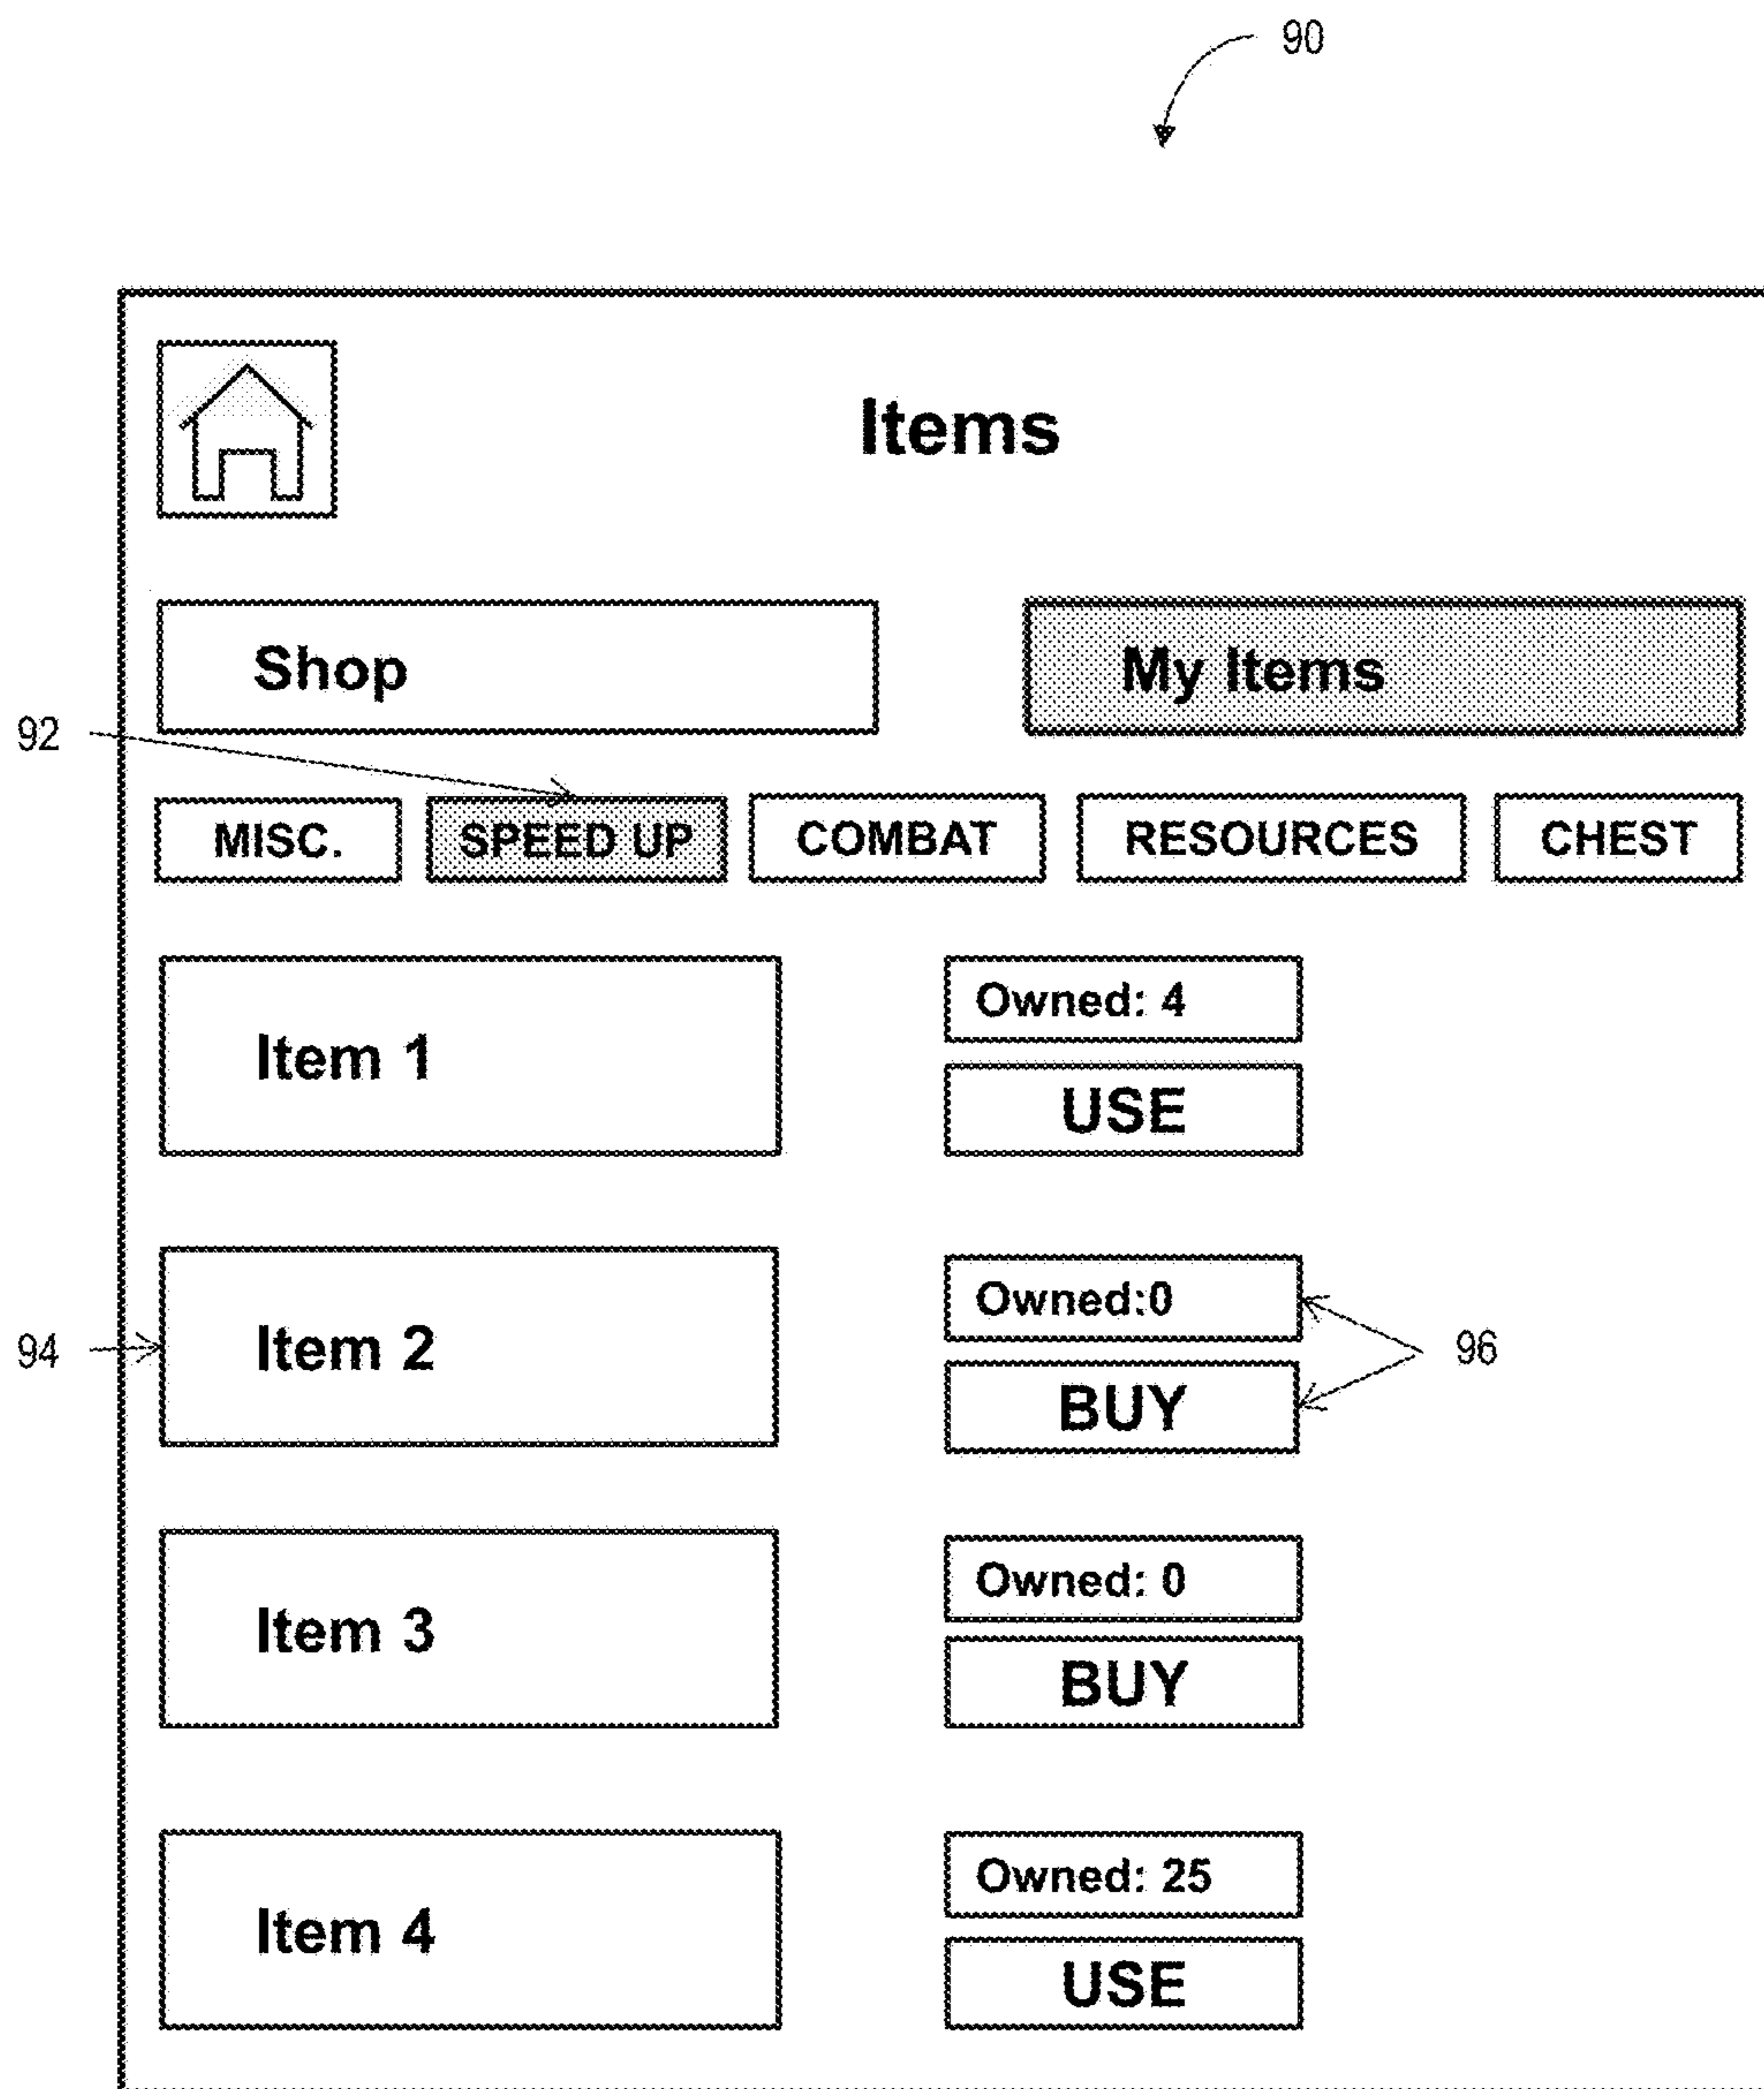 90
Items
Shop
My Items
92
MISC.
SPEED UP
COMBAT
RESOURCES
CHEST
Item 1
Owned: 4
USE
94
Item 2
Owned:0
BUY
96
Item 3
Owned: 0
BUY
Item 4
Owned: 25
USE